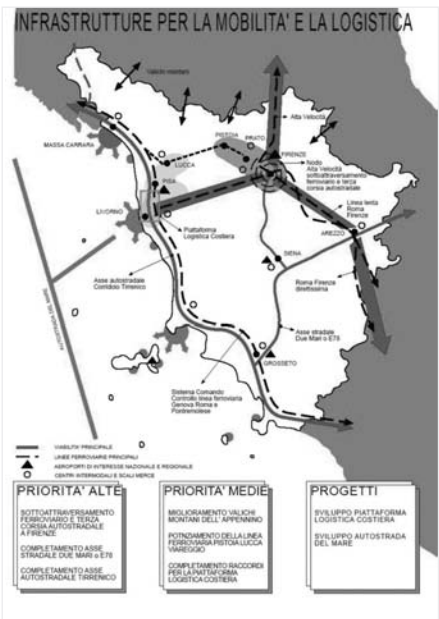 INFRASTRUTTURE PER LA MOBILITA' E LA LOGISTICA
Valichi montani
Alta Velocità
MASSA CARRARA
PISTOIA
PRATO
LUCCA
FIRENZE
PISA
Nodo
Alta Velocità
sottoattraversamento
ferroviario e terza
corsia autostradale
LIVORNO
Piattaforma
Logistica Costiera
Linea lenta
Roma
Firenze
AREZZO
SIENA
Asse autostradale
Corridoio Tirrenico
Roma Firenze
direttissima
AUTOSTRADA DEL MARE
Asse stradale
Due Mari o E78
GROSSETO
Sistema Comando
Controllo linea ferroviaria
Genova Roma e
Pontremolese
VIABILITA' PRINCIPALE
LINEE FERROVIARIE PRINCIPALI
AEROPORTI DI INTERESSE NAZIONALE E REGIONALE
CENTRI INTERMODALI E SCALI MERCE
PRIORITA' ALTE
SOTTOATTRAVERSAMENTO
FERROVIARIO E TERZA
CORSIA AUTOSTRADALE
A FIRENZE
COMPLETAMENTO ASSE
STRADALE DUE MARI o E78
COMPLETAMENTO ASSE
AUTOSTRADALE TIRRENICO
PRIORITA' MEDIE
MIGLIORAMENTO VALICHI
MONTANI DELL' APPENNINO
POTNZIAMENTO DELLA LINEA
FERROVIARIA PISTOIA LUCCA
VIAREGGIO
COMPLETAMENTO RACCORDI
PER LA PIATTAFORMA
LOGISTICA COSTIERA
PROGETTI
SVILUPPO PIATTAFORMA
LOGISTICA COSTIERA
SVILUPPO AUTOSTRADA
DEL MARE